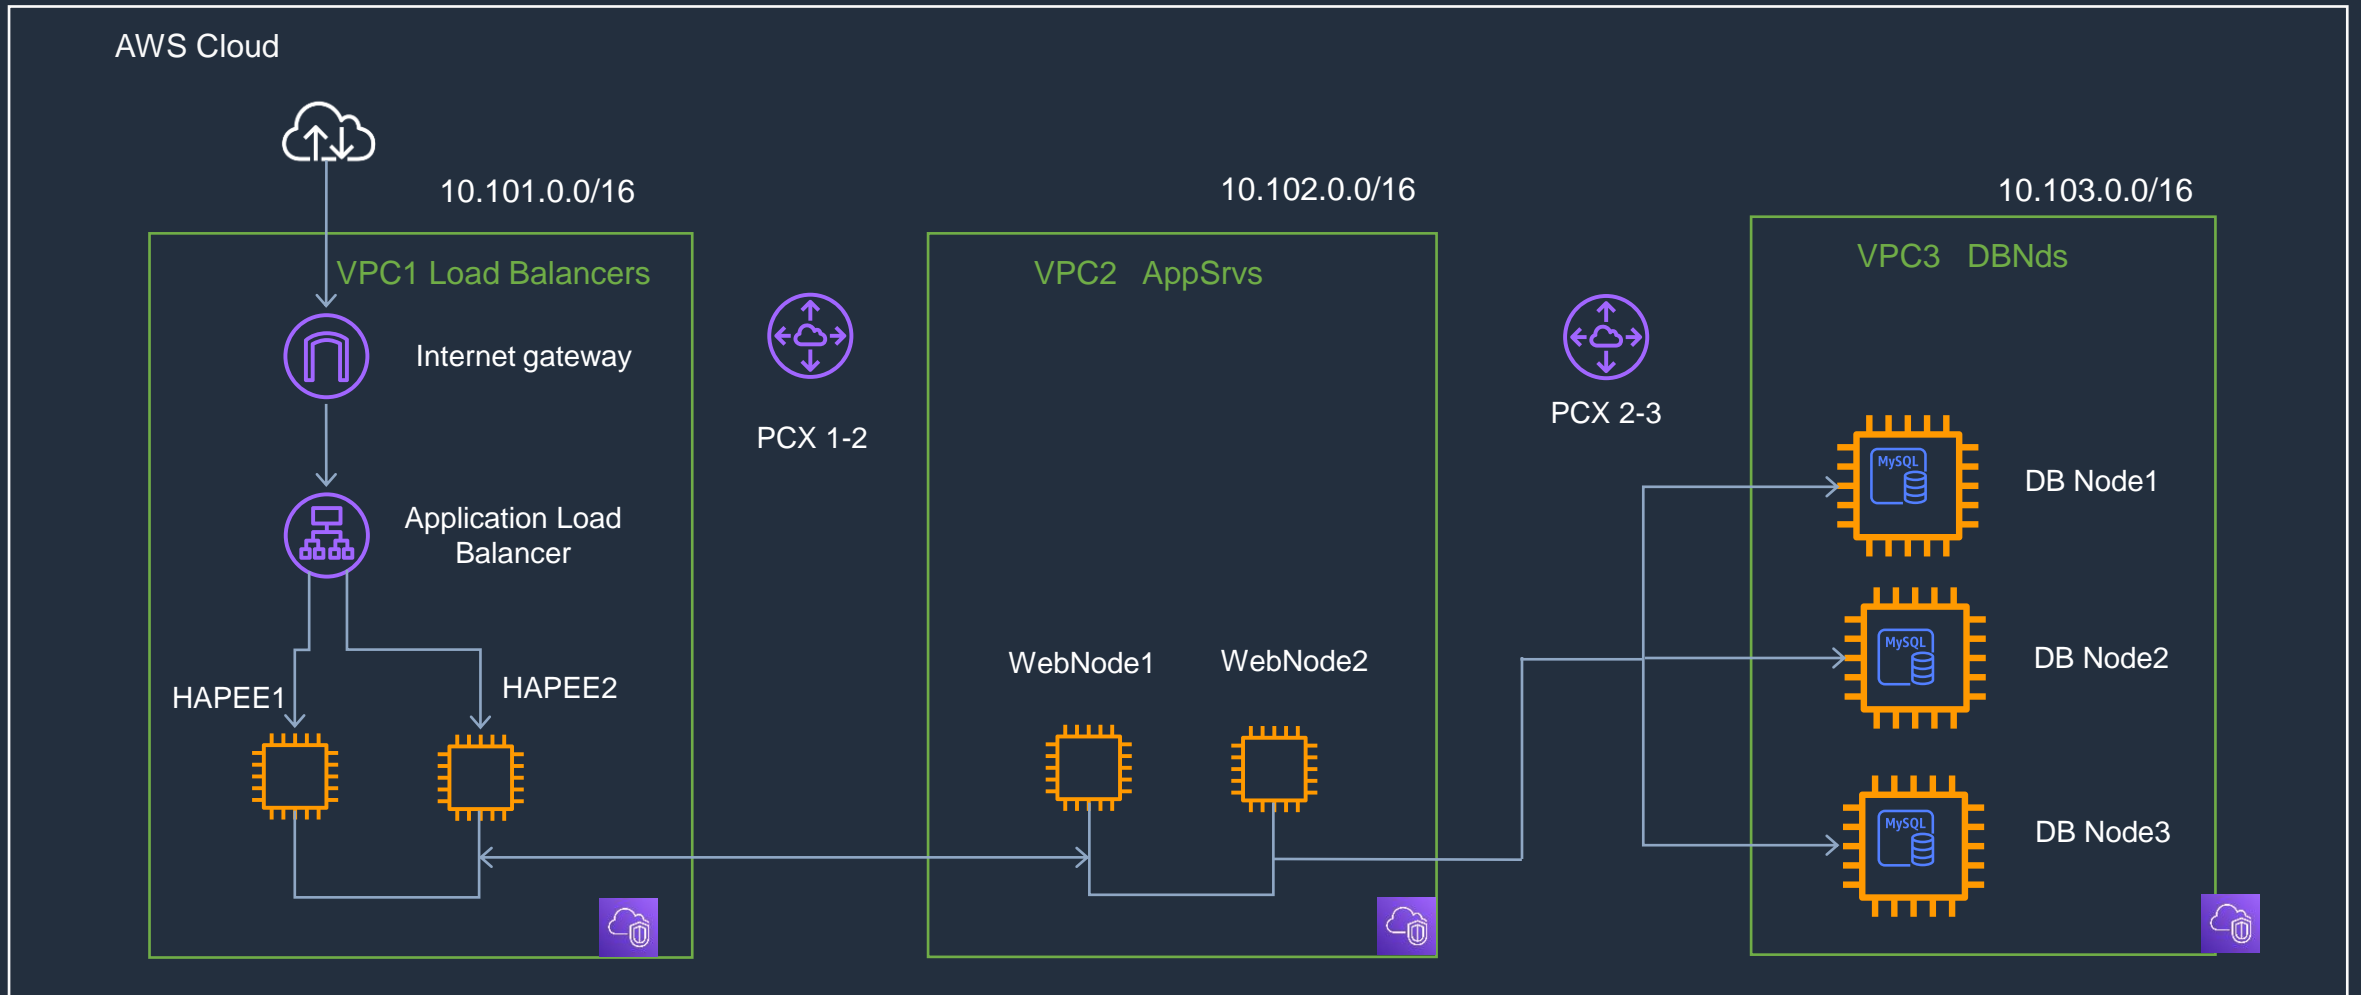 AWS Cloud
10.101.0.0/16
10.102.0.0/16
10.103.0.0/16
VPC1 Load Balancers
VPC2 AppSrvs
VPC3 DBNds
Internet gateway
PCX 1-2
PCX 2-3
Application Load
Balancer
HAPEE1
HAPEE2
WebNode1
WebNode2
MySQL
DB Node1
MySQL
DB Node2
MySQL
DB Node3